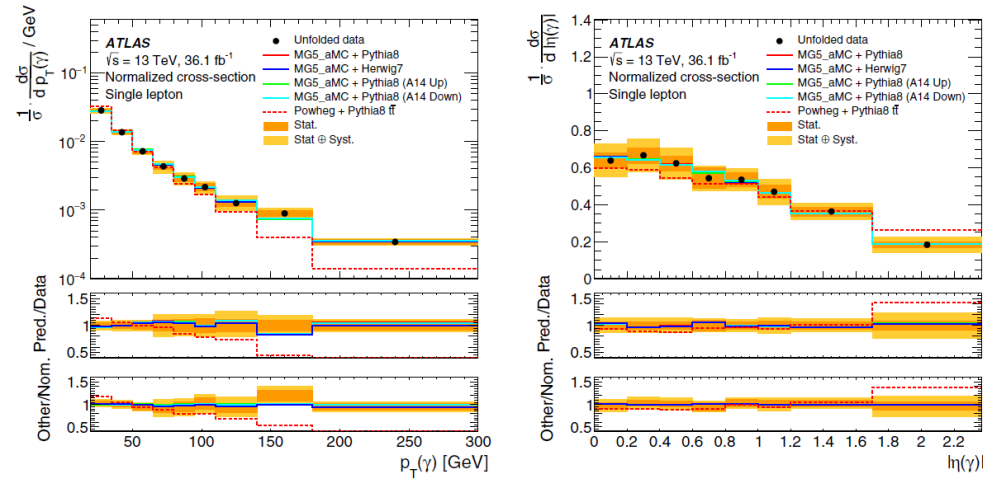 1/σ · dσ/d p_T(γ) / GeV
ATLAS
√s = 13 TeV, 36.1 fb⁻¹
Normalized cross-section
Single lepton
Unfolded data
MG5_aMC + Pythia8
MG5_aMC + Herwig7
MG5_aMC + Pythia8 (A14 Up)
MG5_aMC + Pythia8 (A14 Down)
Powheg + Pythia8 tt̄
Stat.
Stat ⊕ Syst.
10⁻¹
10⁻²
10⁻³
10⁻⁴
Pred./Data
1.5
1
0.5
Other/Nom.
1.5
1
0.5
50 100 150 200 250 300
p_T(γ) [GeV]
1/σ · dσ/d |η(γ)|
ATLAS
√s = 13 TeV, 36.1 fb⁻¹
Normalized cross-section
Single lepton
Unfolded data
MG5_aMC + Pythia8
MG5_aMC + Herwig7
MG5_aMC + Pythia8 (A14 Up)
MG5_aMC + Pythia8 (A14 Down)
Powheg + Pythia8 tt̄
Stat.
Stat ⊕ Syst.
1.4
1.2
1
0.8
0.6
0.4
0.2
0
Pred./Data
1.5
1
0.5
Other/Nom.
1.5
1
0.5
0 0.2 0.4 0.6 0.8 1 1.2 1.4 1.6 1.8 2 2.2
|η(γ)|